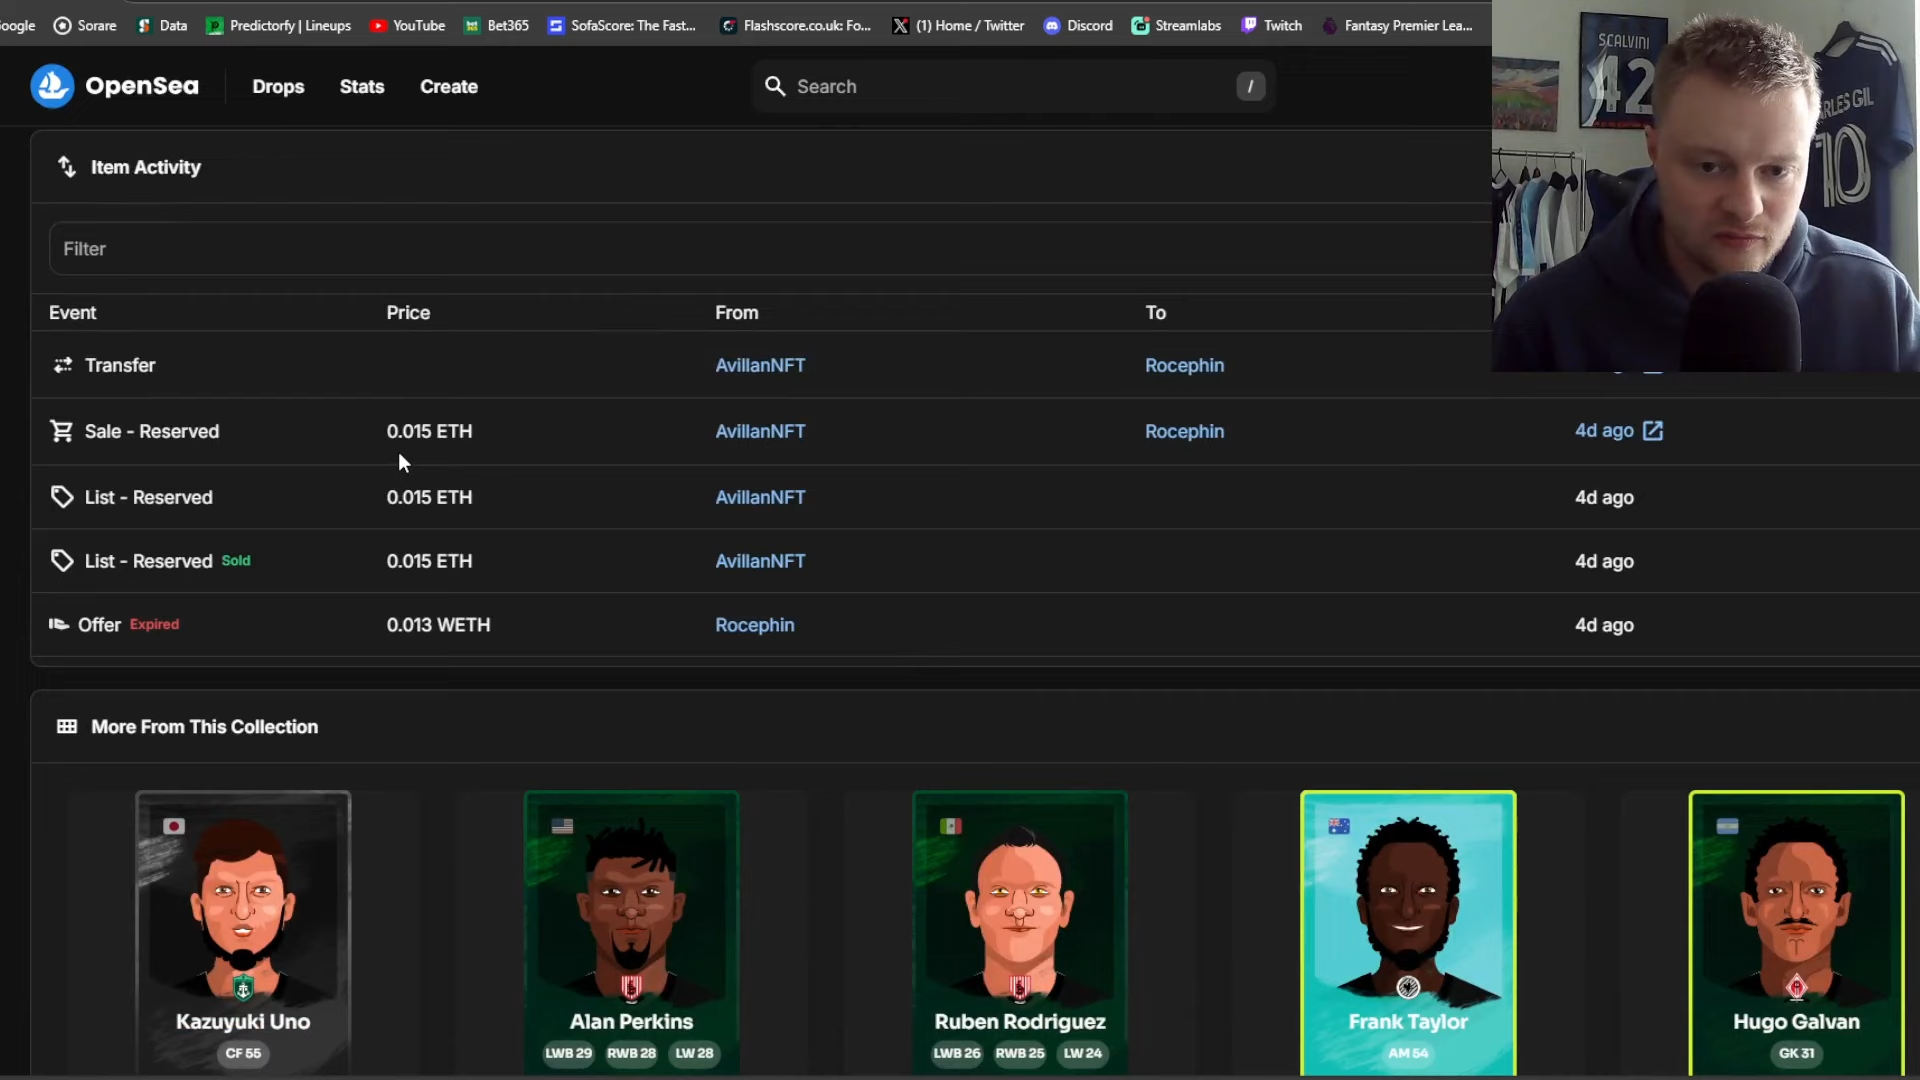 oogle Sorare Data Predictorfy | Lineups YouTube Bet365 SofaScore: The Fast... Flashscore.co.uk: Fo... (1) Home / Twitter Discord Streamlabs Twitch Fantasy Premier Lea...
OpenSea Drops Stats Create Search /
SCALVINI
42
ARLES GIL
10
Item Activity
Filter
Event Price From To
Transfer AvillanNFT Rocephin
Sale - Reserved 0.015 ETH AvillanNFT Rocephin 4d ago
List - Reserved 0.015 ETH AvillanNFT 4d ago
List - Reserved Sold 0.015 ETH AvillanNFT 4d ago
Offer Expired 0.013 WETH Rocephin 4d ago
More From This Collection
Kazuyuki Uno Alan Perkins Ruben Rodriguez Frank Taylor Hugo Galvan
CF 55 LWB 29 RWB 28 LW 28 LWB 26 RWB 25 LW 24 AM 54 GK 31